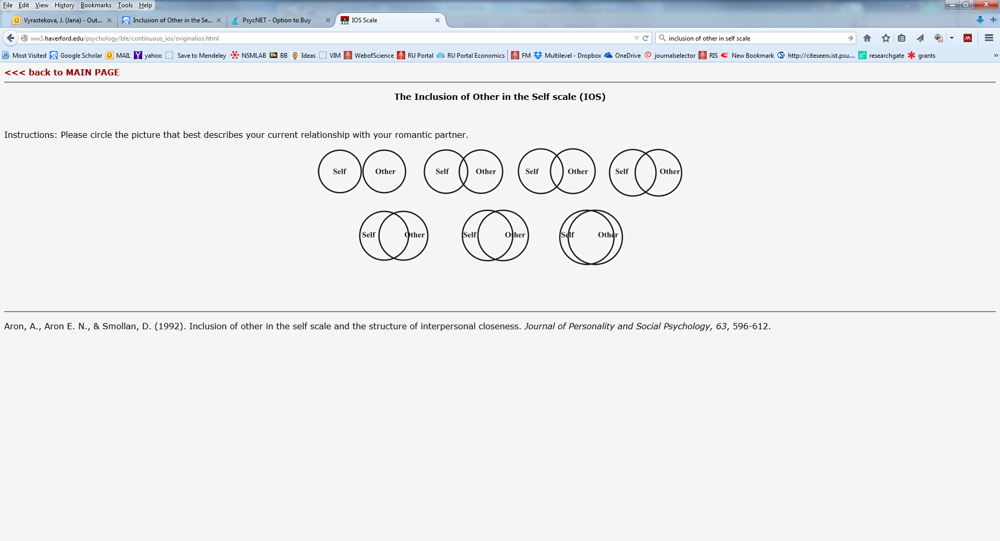 File Edit View History Bookmarks Tools Help
Vyrastekova, J. (Jana) - Out... Inclusion of Other in the Se... PsycNET - Option to Buy IOS Scale
ww3.haverford.edu/psychology/ble/continuous_ios/originalios.html inclusion of other in self scale
Most Visited Google Scholar MAIL yahoo Save to Mendeley NSMLAB Bb BB Ideas VIM WebofScience RU Portal RU Portal Economics FM Multilevel - Dropbox OneDrive journalselector RIS New Bookmark http://citeseerx.ist.psu.... researchgate grants
<<< back to MAIN PAGE
The Inclusion of Other in the Self scale (IOS)
Instructions: Please circle the picture that best describes your current relationship with your romantic partner.
Self Other Self Other Self Other Self Other
Self Other Self Other Self Other
Aron, A., Aron E. N., & Smollan, D. (1992). Inclusion of other in the self scale and the structure of interpersonal closeness. Journal of Personality and Social Psychology, 63, 596-612.